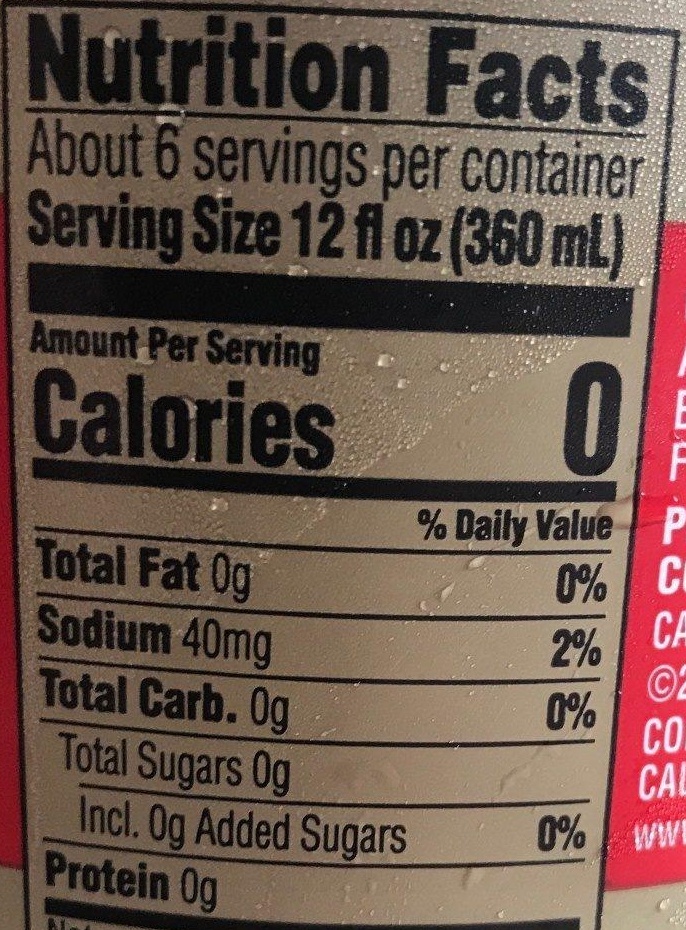 Nutrition Facts
About 6 servings per container
Serving Size 12 fl oz (360 mL)
Amount Per Serving
Calories 0
% Daily Value
Total Fat 0g 0%
Sodium 40mg 2%
Total Carb. 0g 0%
Total Sugars 0g
Incl. 0g Added Sugars 0%
Protein 0g